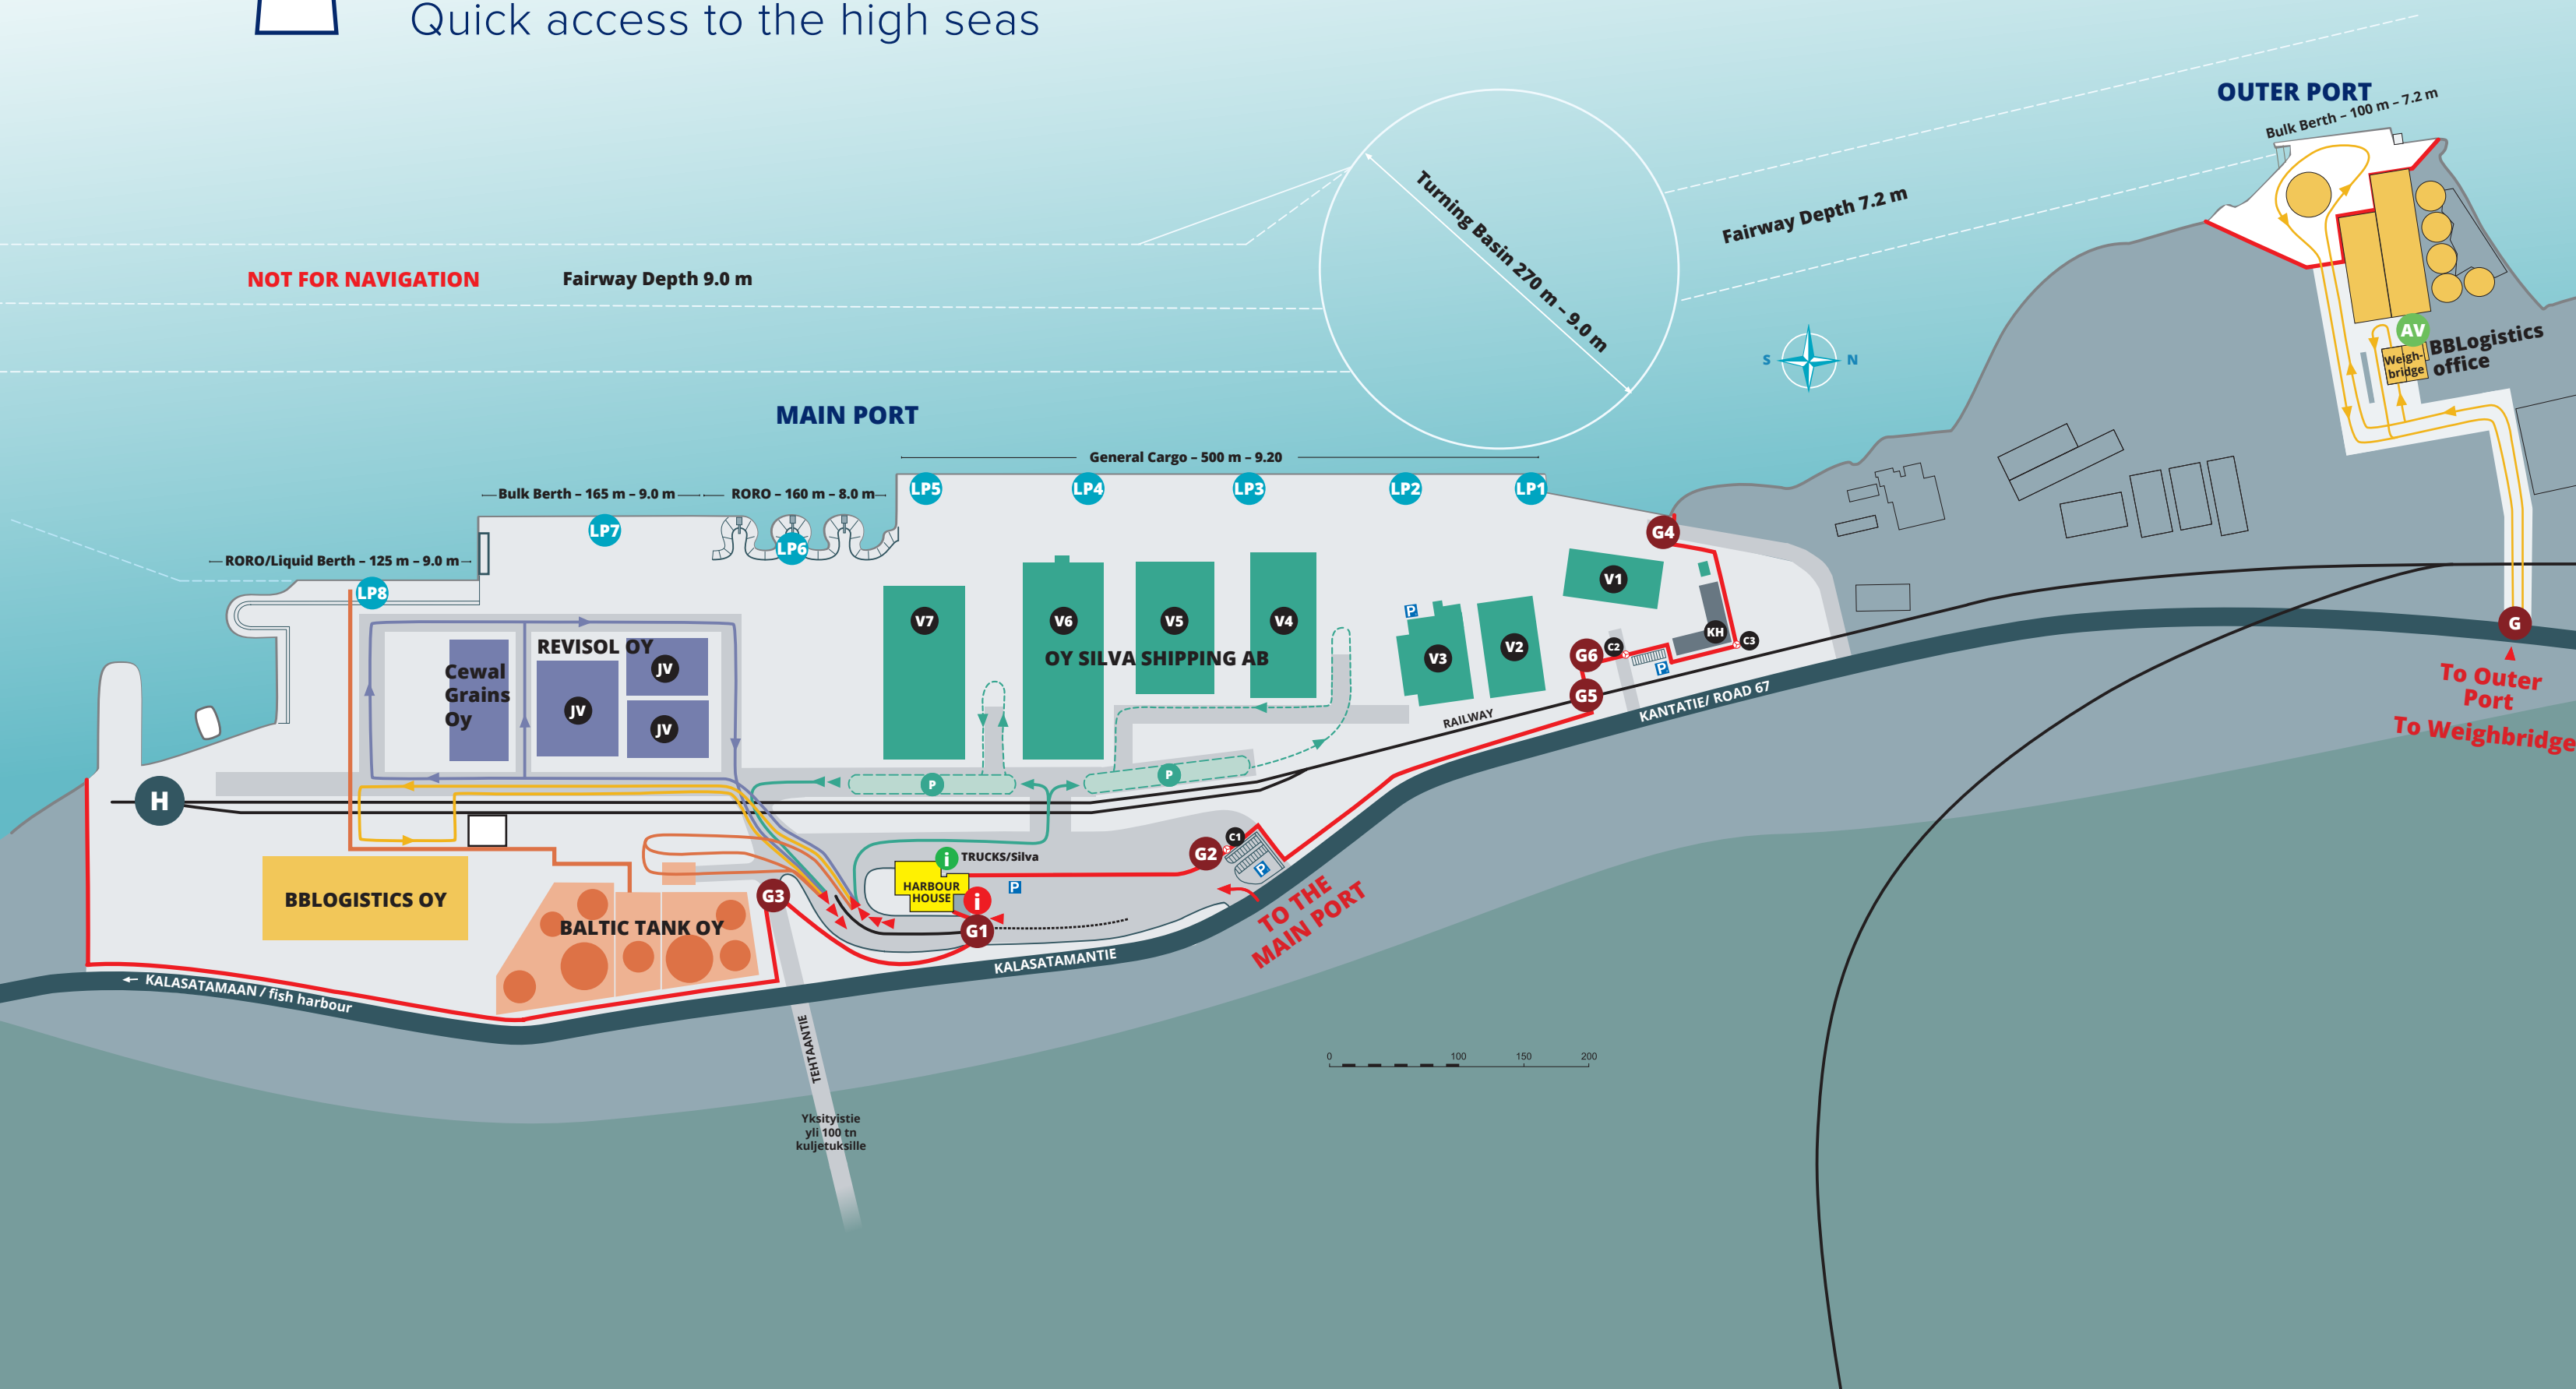 Quick access to the high seas
OUTER PORT
Bulk Berth – 100 m – 7.2 m
Turning Basin 270 m – 9.0 m
Fairway Depth 7.2 m
NOT FOR NAVIGATION
Fairway Depth 9.0 m
S
N
AV
BBLogistics
office
Weigh-
bridge
MAIN PORT
General Cargo – 500 m – 9.20
Bulk Berth – 165 m – 9.0 m
RORO – 160 m – 8.0 m
LP5
LP4
LP3
LP2
LP1
LP7
LP6
G4
RORO/Liquid Berth – 125 m – 9.0 m
LP8
V1
V7
V6
V5
V4
P
V3
V2
KH
C3
C2
G6
P
G
REVISOL OY
JV
JV
JV
Cewal
Grains
Oy
OY SILVA SHIPPING AB
G5
KANTATIE/ ROAD 67
RAILWAY
To Outer
Port
To Weighbridge
P
P
H
C1
G2
P
i
TRUCKS/Silva
HARBOUR
HOUSE
P
i
G3
G1
BBLOGISTICS OY
BALTIC TANK OY
TO THE
MAIN PORT
KALASATAMANTIE
← KALASATAMAAN / fish harbour
TEHTAANTIE
0
100
150
200
Yksityistie
yli 100 tn
kuljetuksille